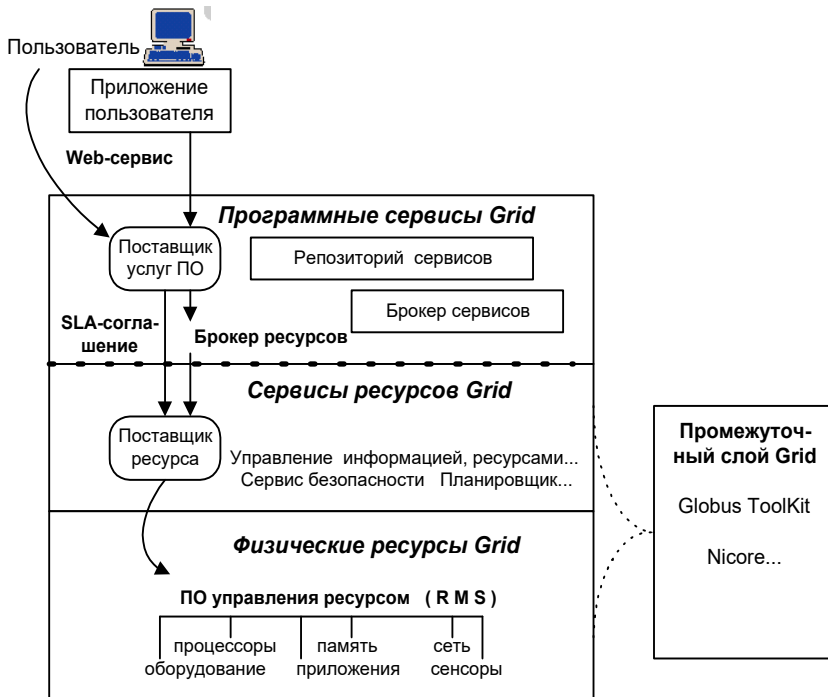 Пользователь
Приложение
пользователя
Web-сервис
Программные сервисы Grid
Поставщик
услуг ПО
Репозиторий сервисов
Брокер сервисов
SLA-согла-
шение
Брокер ресурсов
Сервисы ресурсов Grid
Поставщик
ресурса
Управление информацией, ресурсами...
Сервис безопасности Планировщик...
Физические ресурсы Grid
ПО управления ресурсом ( R M S )
процессоры память сеть
оборудование приложения сенсоры
Промежуточ-
ный слой Grid
Globus ToolKit
Nicore...